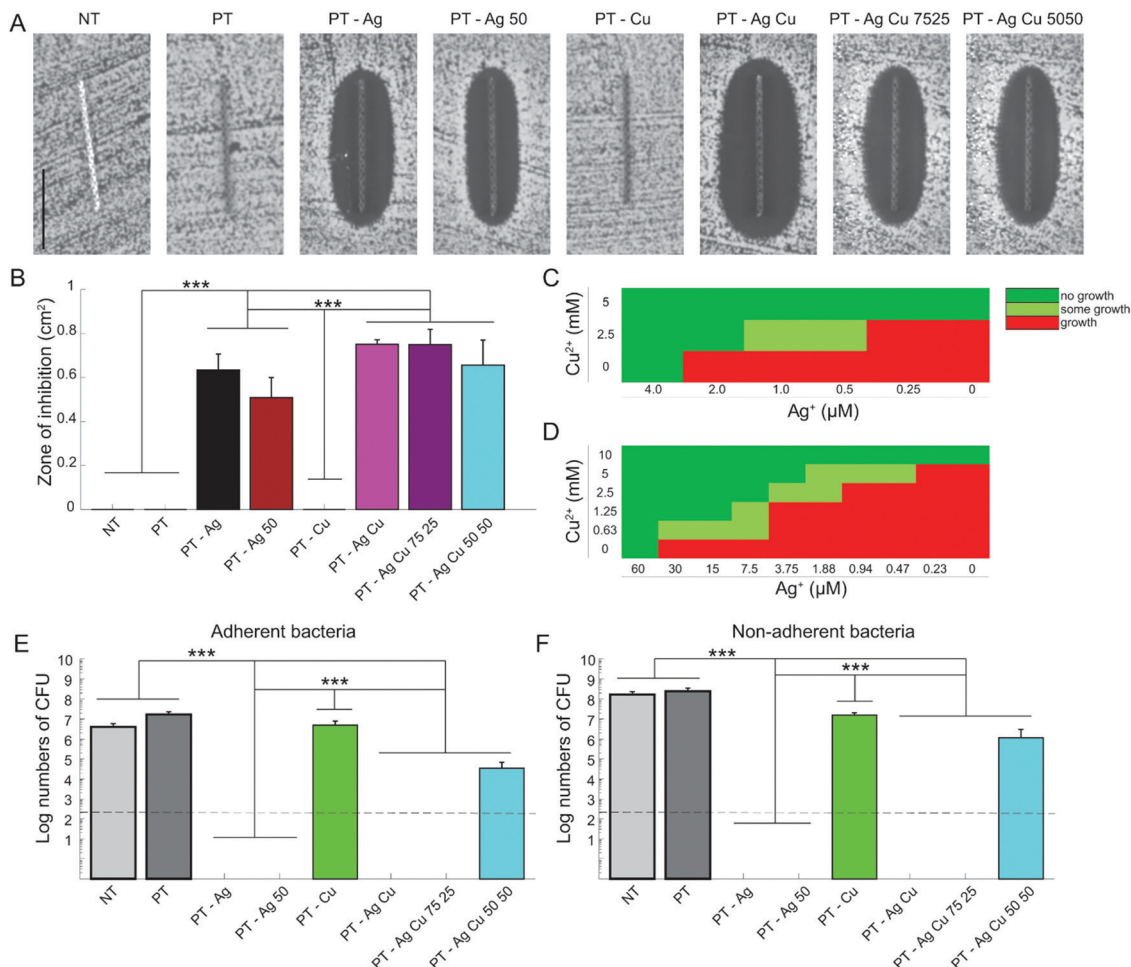 A
NT
PT
PT - Ag
PT - Ag 50
PT - Cu
PT - Ag Cu
PT - Ag Cu 7525
PT - Ag Cu 5050
B
Zone of inhibition (cm²)
1
0.8
0.6
0.4
0.2
0
***
***
NT
PT
PT - Ag
PT - Ag 50
PT - Cu
PT - Ag Cu
PT - Ag Cu 75 25
PT - Ag Cu 50 50
C
Cu²⁺ (mM)
5
2.5
0
4.0 2.0 1.0 0.5 0.25 0
Ag⁺ (µM)
no growth
some growth
growth
D
Cu²⁺ (mM)
10
5
2.5
1.25
0.63
0
60 30 15 7.5 3.75 1.88 0.94 0.47 0.23 0
Ag⁺ (µM)
E
Adherent bacteria
Log numbers of CFU
10
9
8
7
6
5
4
3
2
1
***
***
NT
PT
PT - Ag
PT - Ag 50
PT - Cu
PT - Ag Cu
PT - Ag Cu 75 25
PT - Ag Cu 50 50
F
Non-adherent bacteria
Log numbers of CFU
10
9
8
7
6
5
4
3
2
1
***
***
NT
PT
PT - Ag
PT - Ag 50
PT - Cu
PT - Ag Cu
PT - Ag Cu 75 25
PT - Ag Cu 50 50